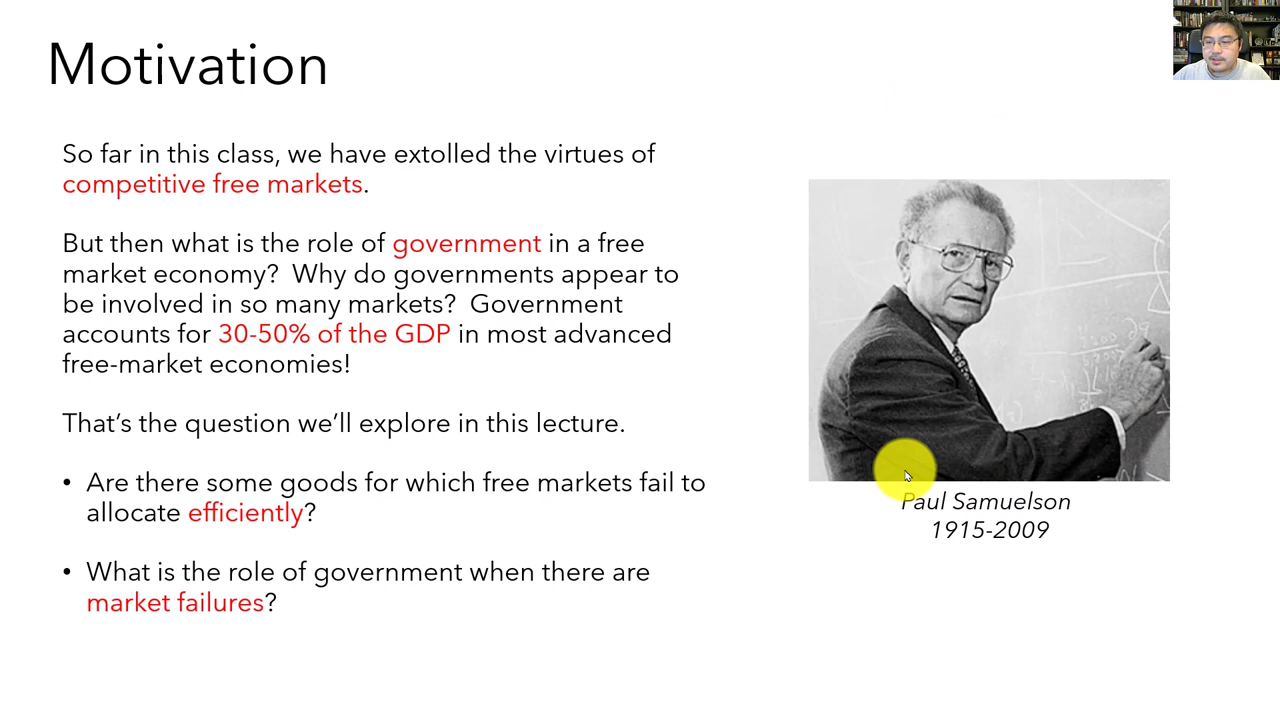 Motivation
So far in this class, we have extolled the virtues of
competitive free markets.
But then what is the role of government in a free
market economy?  Why do governments appear to
be involved in so many markets?  Government
accounts for 30-50% of the GDP in most advanced
free-market economies!
That’s the question we’ll explore in this lecture.
• Are there some goods for which free markets fail to
allocate efficiently?
• What is the role of government when there are
market failures?
Paul Samuelson
1915-2009